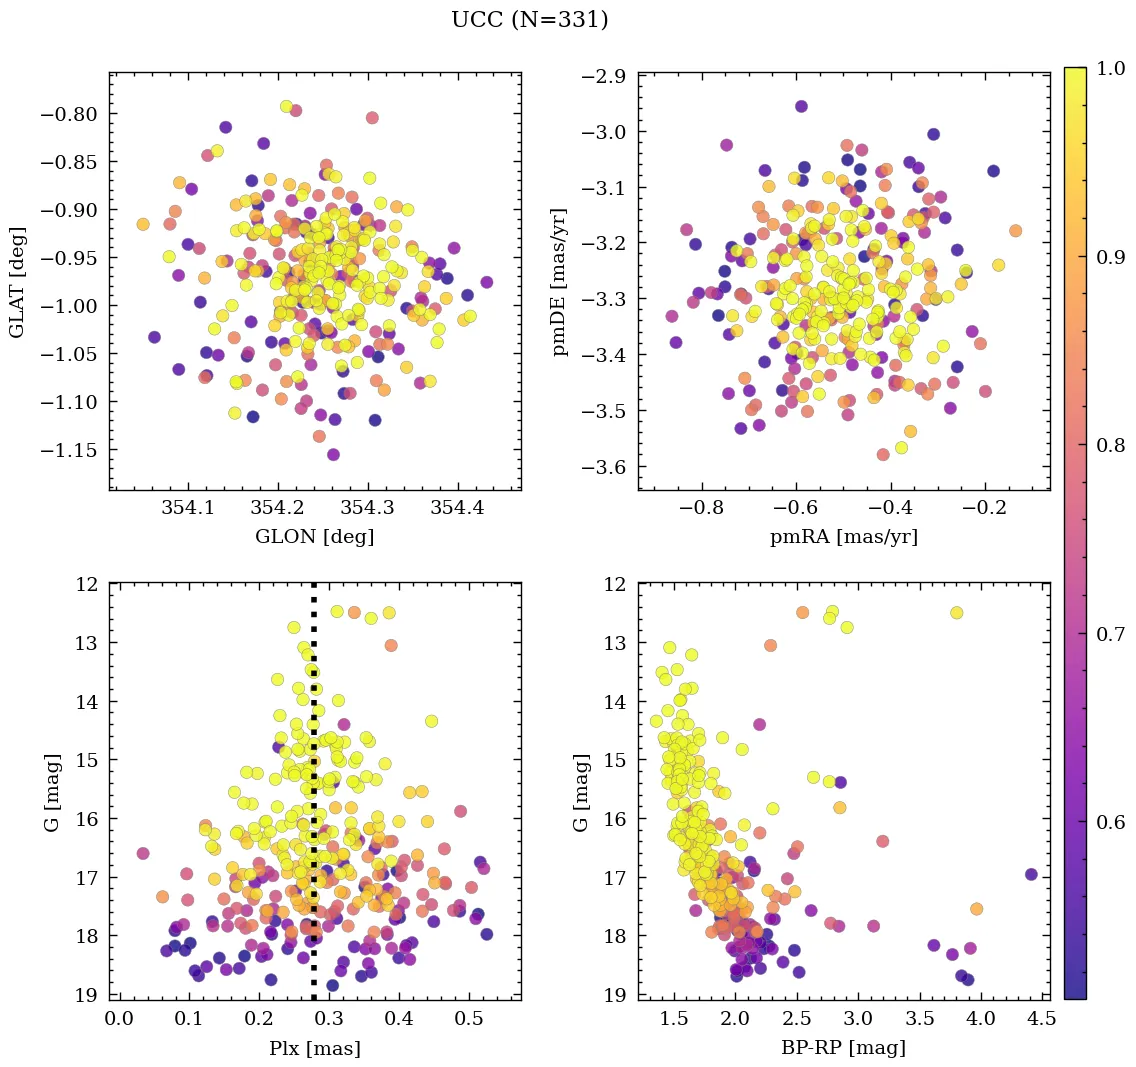 UCC (N=331)
−0.80
−0.85
−0.90
−0.95
−1.00
−1.05
−1.10
−1.15
GLAT [deg]
354.1 354.2 354.3 354.4
GLON [deg]
−2.9
−3.0
−3.1
−3.2
−3.3
−3.4
−3.5
−3.6
pmDE [mas/yr]
−0.8 −0.6 −0.4 −0.2
pmRA [mas/yr]
12
13
14
15
16
17
18
19
G [mag]
0.0 0.1 0.2 0.3 0.4 0.5
Plx [mas]
12
13
14
15
16
17
18
19
G [mag]
1.5 2.0 2.5 3.0 3.5 4.0 4.5
BP-RP [mag]
1.0
0.9
0.8
0.7
0.6